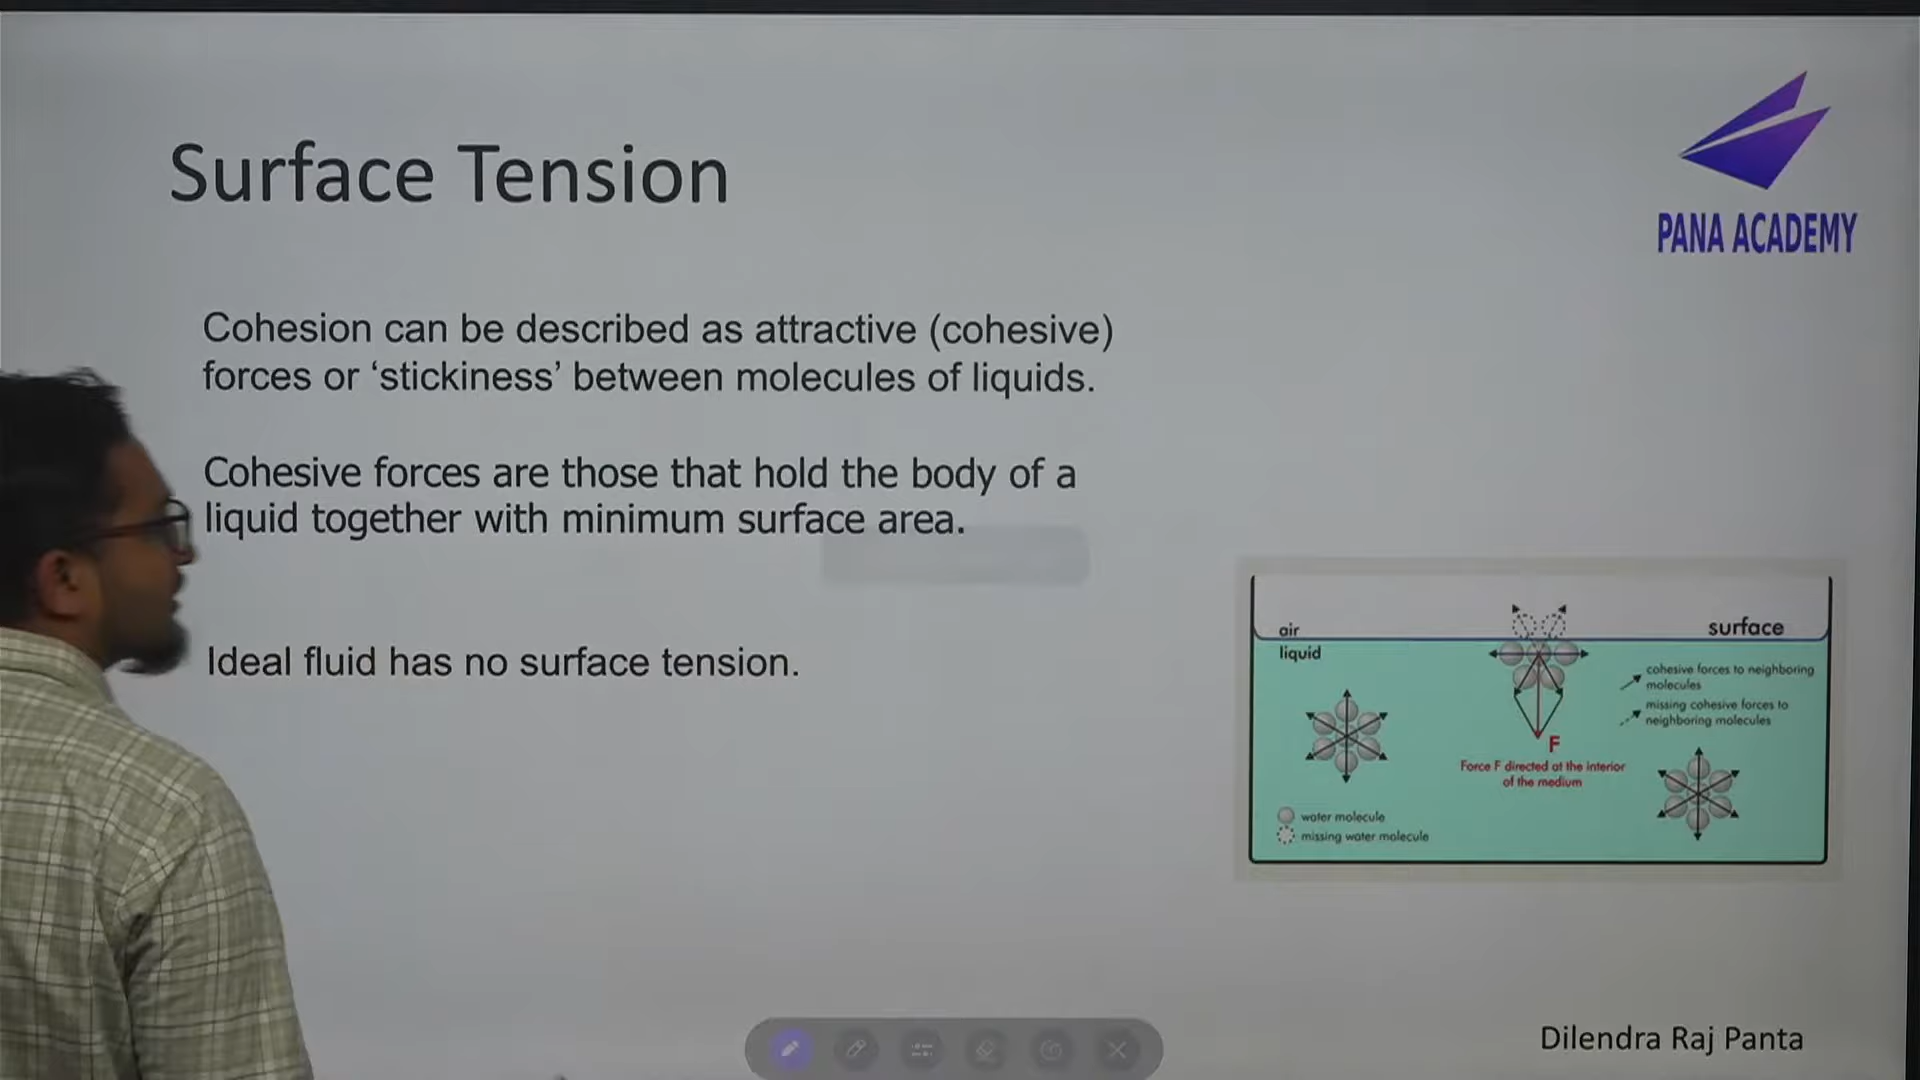 Surface Tension
PANA ACADEMY
Cohesion can be described as attractive (cohesive)
forces or ‘stickiness’ between molecules of liquids.
Cohesive forces are those that hold the body of a
liquid together with minimum surface area.
Ideal fluid has no surface tension.
air
surface
liquid
cohesive forces to neighboring
molecules
missing cohesive forces to
neighboring molecules
F
Force F directed at the interior
of the medium
water molecule
missing water molecule
Dilendra Raj Panta